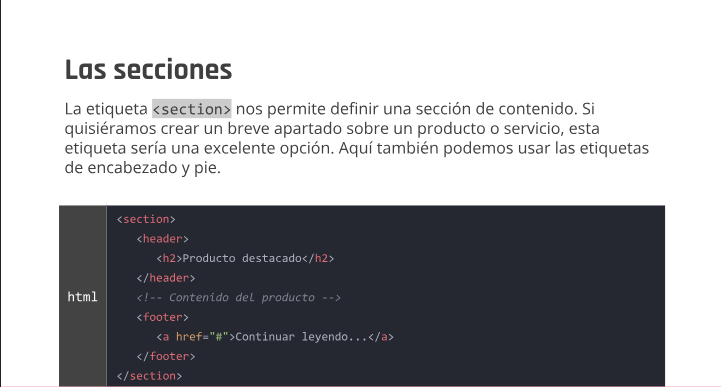 Las secciones
La etiqueta <section> nos permite definir una sección de contenido. Si
quisiéramos crear un breve apartado sobre un producto o servicio, esta
etiqueta sería una excelente opción. Aquí también podemos usar las etiquetas
de encabezado y pie.
html
<section>
<header>
<h2>Producto destacado</h2>
</header>
<!-- Contenido del producto -->
<footer>
<a href="#">Continuar leyendo...</a>
</footer>
</section>